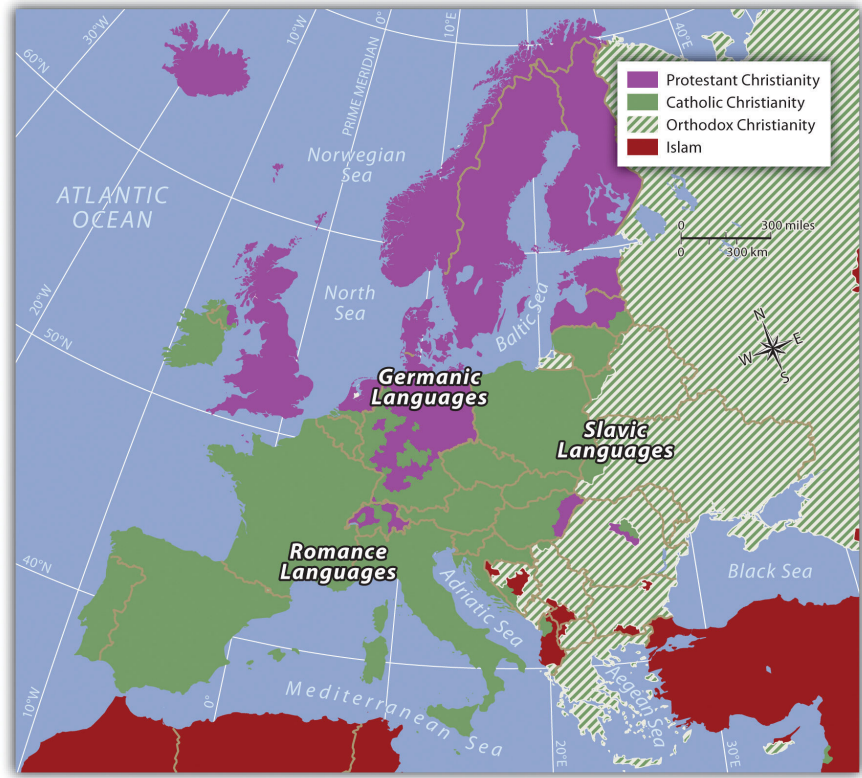 30°W
10°W
0°
10°E
40°E
60°N
PRIME MERIDIAN
Protestant Christianity
Catholic Christianity
Orthodox Christianity
Islam
Norwegian
Sea
ATLANTIC
OCEAN
0 300 miles
0 300 km
20°W
North
Sea
Baltic Sea
N
W E
S
50°N
Germanic
Languages
Slavic
Languages
Romance
Languages
40°N
Adriatic Sea
Black Sea
10°W
0°
Mediterranean Sea
Aegean Sea
20°E
30°E